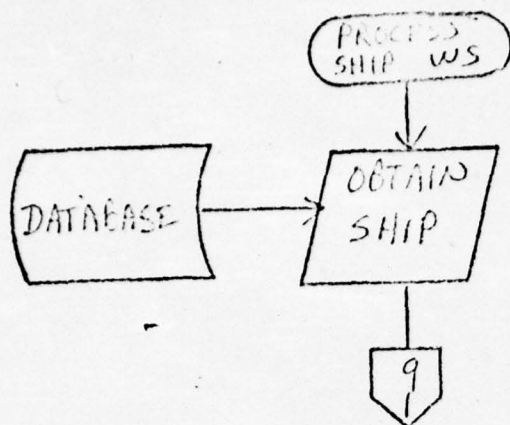 PROCESS
SHIP WS
OBTAIN
SHIP
DATABASE
9